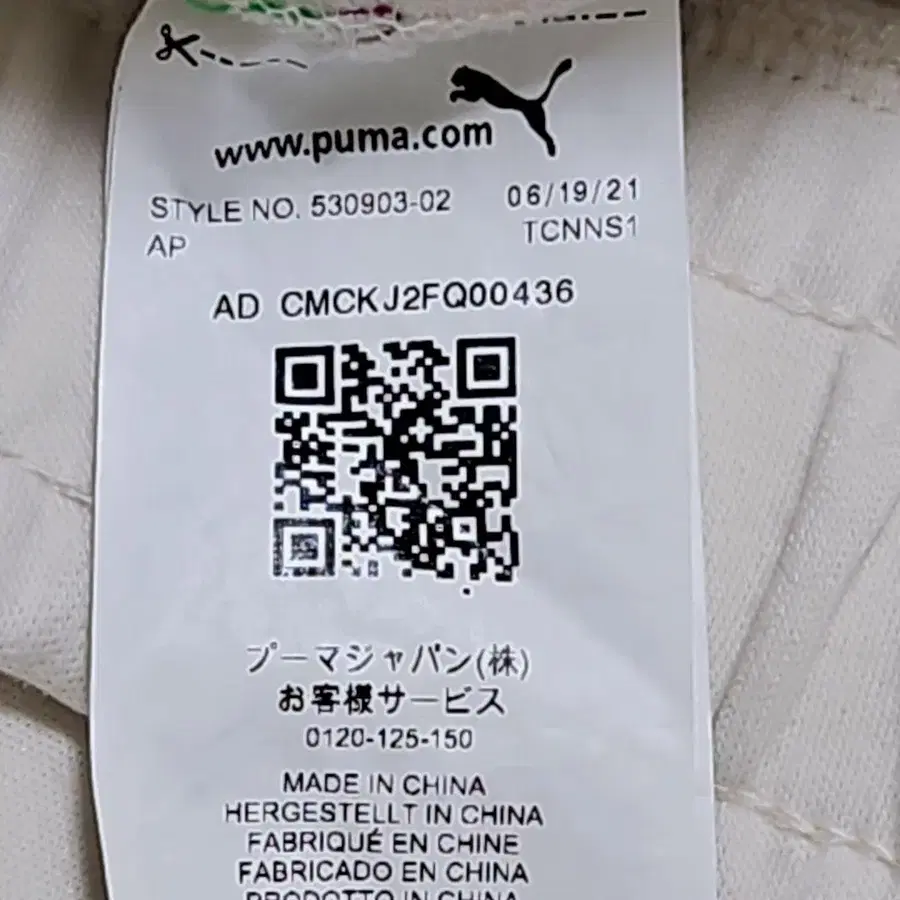 www.puma.com
STYLE NO. 530903-02 06/19/21
AP TCNNS1
AD CMCKJ2FQ00436
プーマジャパン(株)
お客様サービス
0120-125-150
MADE IN CHINA
HERGESTELLT IN CHINA
FABRIQUÉ EN CHINE
FABRICADO EN CHINA
PRODOTTO IN CHINA